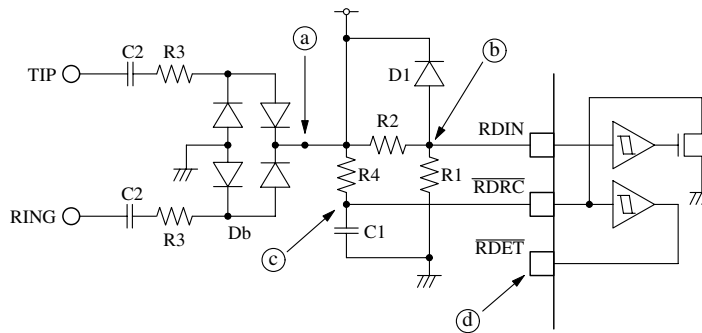 ⓐ
ⓑ
C2
R3
TIP
D1
R2
RDIN
R4
R1
RDRC
RING
C2
R3
Db
C1
RDET
ⓒ
ⓓ